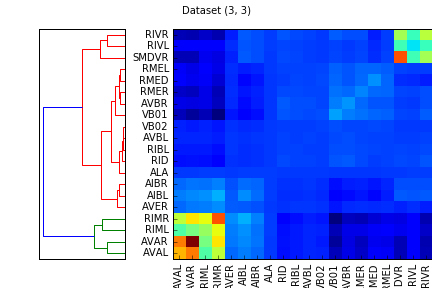 Dataset (3, 3)
RIVR
RIVL
SMDVR
RMEL
RMED
RMER
AVBR
VB01
VB02
AVBL
RIBL
RID
ALA
AIBR
AIBL
AVER
RIMR
RIML
AVAR
AVAL
AVAL
AVAR
RIML
RIMR
AVER
AIBL
AIBR
ALA
RID
RIBL
AVBL
VB02
VB01
AVBR
RMER
RMED
RMEL
DVR
RIVL
RIVR